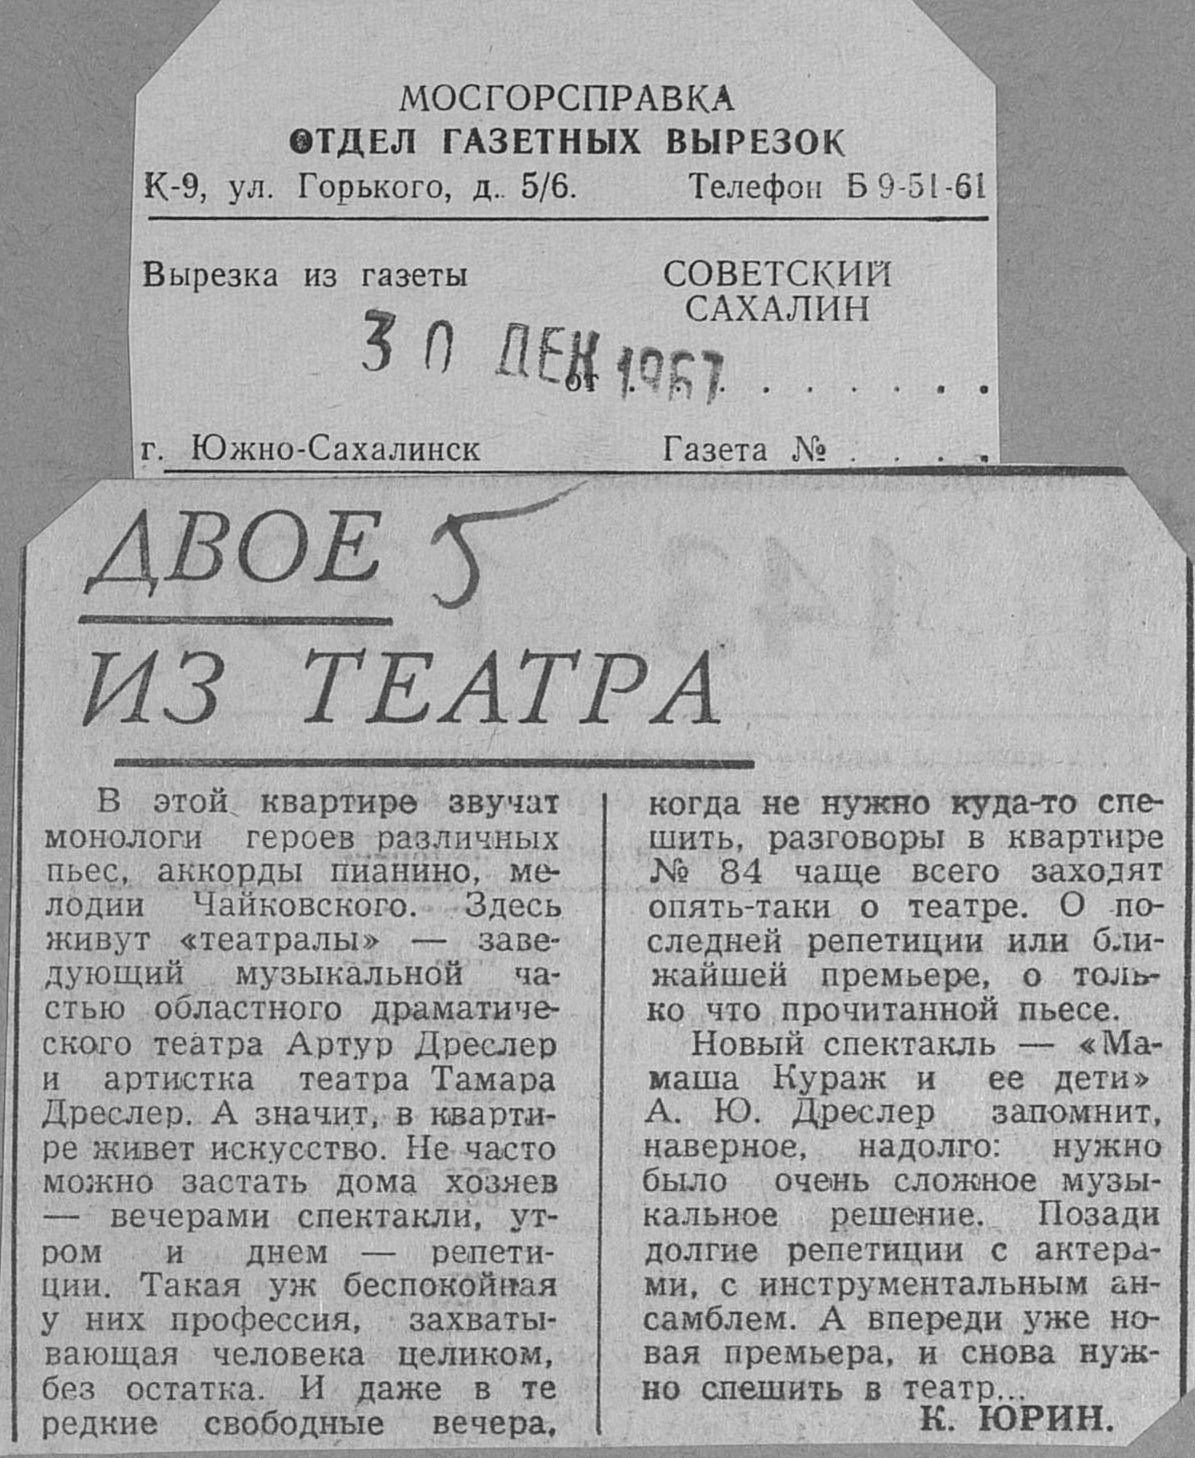 МОСГОРСПРАВКА
ОТДЕЛ ГАЗЕТНЫХ ВЫРЕЗОК
К-9, ул. Горького, д. 5/6. Телефон Б 9-51-61
Вырезка из газеты СОВЕТСКИЙ
САХАЛИН
30 ДЕК 1967
от . . . . . . . . . .
г. Южно-Сахалинск Газета № . . . .
ДВОЕ 5
ИЗ ТЕАТРА
В этой квартире звучат
монологи героев различных
пьес, аккорды пианино, ме-
лодии Чайковского. Здесь
живут «театралы» — заве-
дующий музыкальной ча-
стью областного драматиче-
ского театра Артур Дреслер
и артистка театра Тамара
Дреслер. А значит, в кварти-
ре живет искусство. Не часто
можно застать дома хозяев
— вечерами спектакли, ут-
ром и днем — репети-
ции. Такая уж беспокойная
у них профессия, захваты-
вающая человека целиком,
без остатка. И даже в те
редкие свободные вечера,
когда не нужно куда-то спе-
шить, разговоры в квартире
№ 84 чаще всего заходят
опять-таки о театре. О по-
следней репетиции или бли-
жайшей премьере, о толь-
ко что прочитанной пьесе.
Новый спектакль — «Ма-
маша Кураж и ее дети»
А. Ю. Дреслер запомнит,
наверное, надолго: нужно
было очень сложное музы-
кальное решение. Позади
долгие репетиции с актера-
ми, с инструментальным ан-
самблем. А впереди уже но-
вая премьера, и снова нуж-
но спешить в театр...
К. ЮРИН.